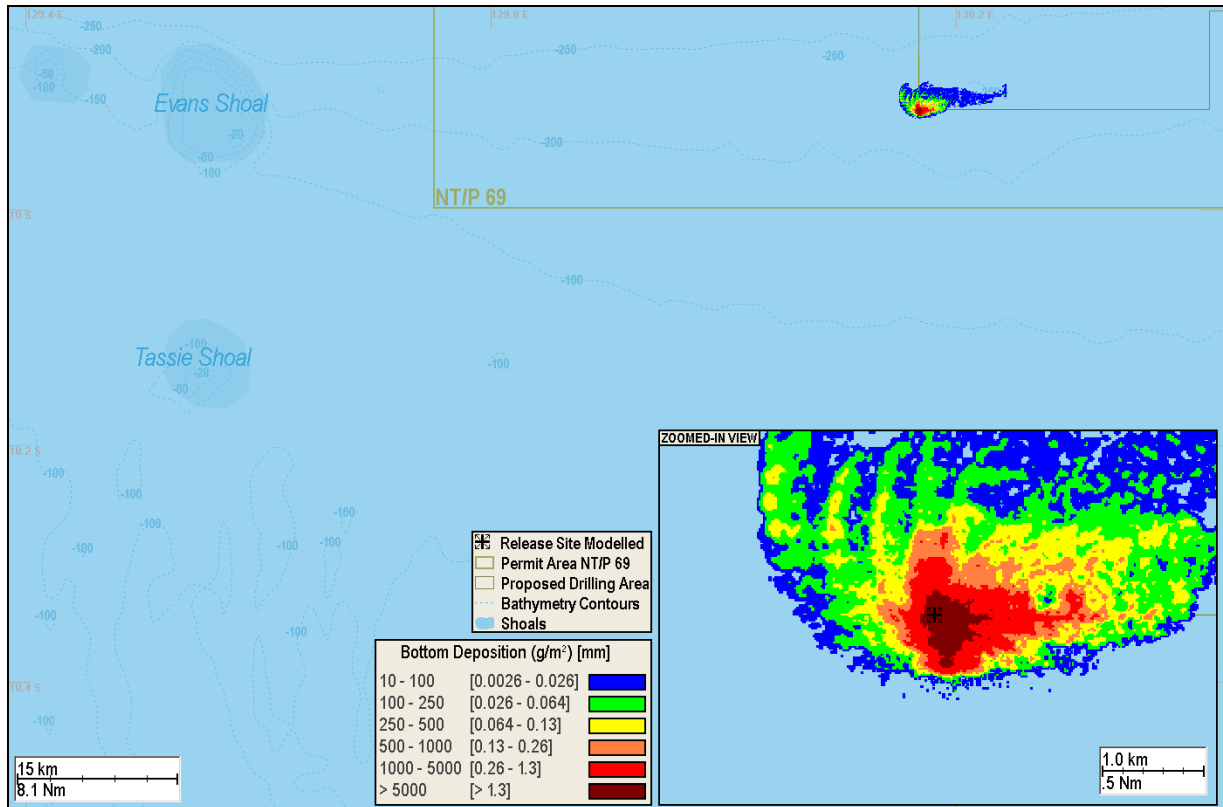 129.4 E
129.8 E
130.2 E
-250
-200
-250
-250
-250
-50
-100
-150
Evans Shoal
-20
-50
-100
-200
NT/P 69
10 S
-150
-100
Tassie Shoal
-20
-50
-100
10.2 S
-100
-100
-100
-100
-100
-100
-100
-100
-100
10.4 S
-100
ZOOMED-IN VIEW
Release Site Modelled
Permit Area NT/P 69
Proposed Drilling Area
Bathymetry Contours
Shoals
Bottom Deposition (g/m²) [mm]
10 - 100 [0.0026 - 0.026]
100 - 250 [0.026 - 0.064]
250 - 500 [0.064 - 0.13]
500 - 1000 [0.13 - 0.26]
1000 - 5000 [0.26 - 1.3]
> 5000 [> 1.3]
15 km
8.1 Nm
1.0 km
.5 Nm